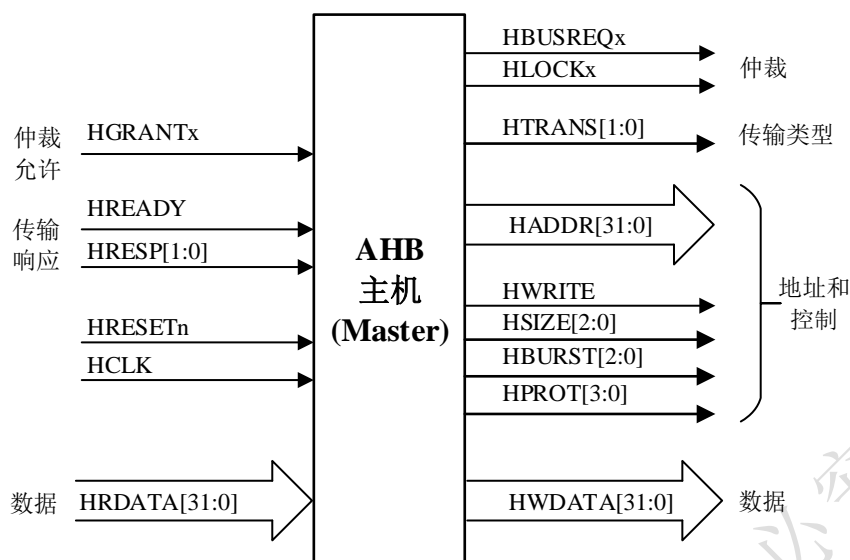 HBUSREQx
HLOCKx
仲裁
HTRANS[1:0]
传输类型
仲裁
允许
HGRANTx
传输
响应
HREADY
HRESP[1:0]
HRESETn
HCLK
AHB
主机
(Master)
HADDR[31:0]
HWRITE
HSIZE[2:0]
HBURST[2:0]
HPROT[3:0]
地址和
控制
数据
HRDATA[31:0]
HWDATA[31:0]
数据